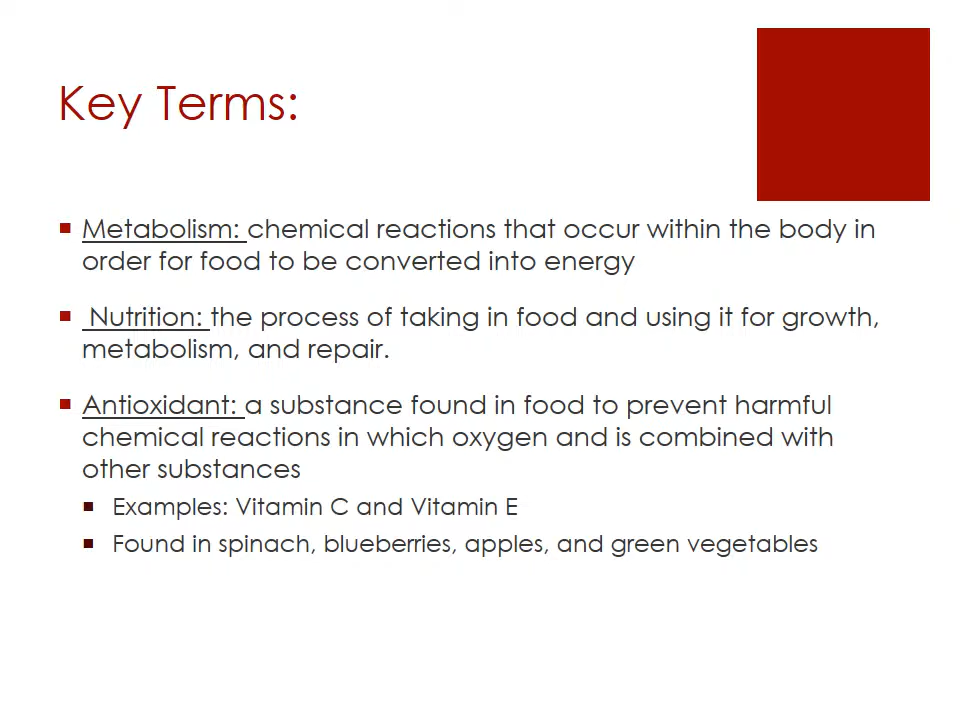 Key Terms:
Metabolism: chemical reactions that occur within the body in
order for food to be converted into energy
Nutrition: the process of taking in food and using it for growth,
metabolism, and repair.
Antioxidant: a substance found in food to prevent harmful
chemical reactions in which oxygen and is combined with
other substances
Examples: Vitamin C and Vitamin E
Found in spinach, blueberries, apples, and green vegetables